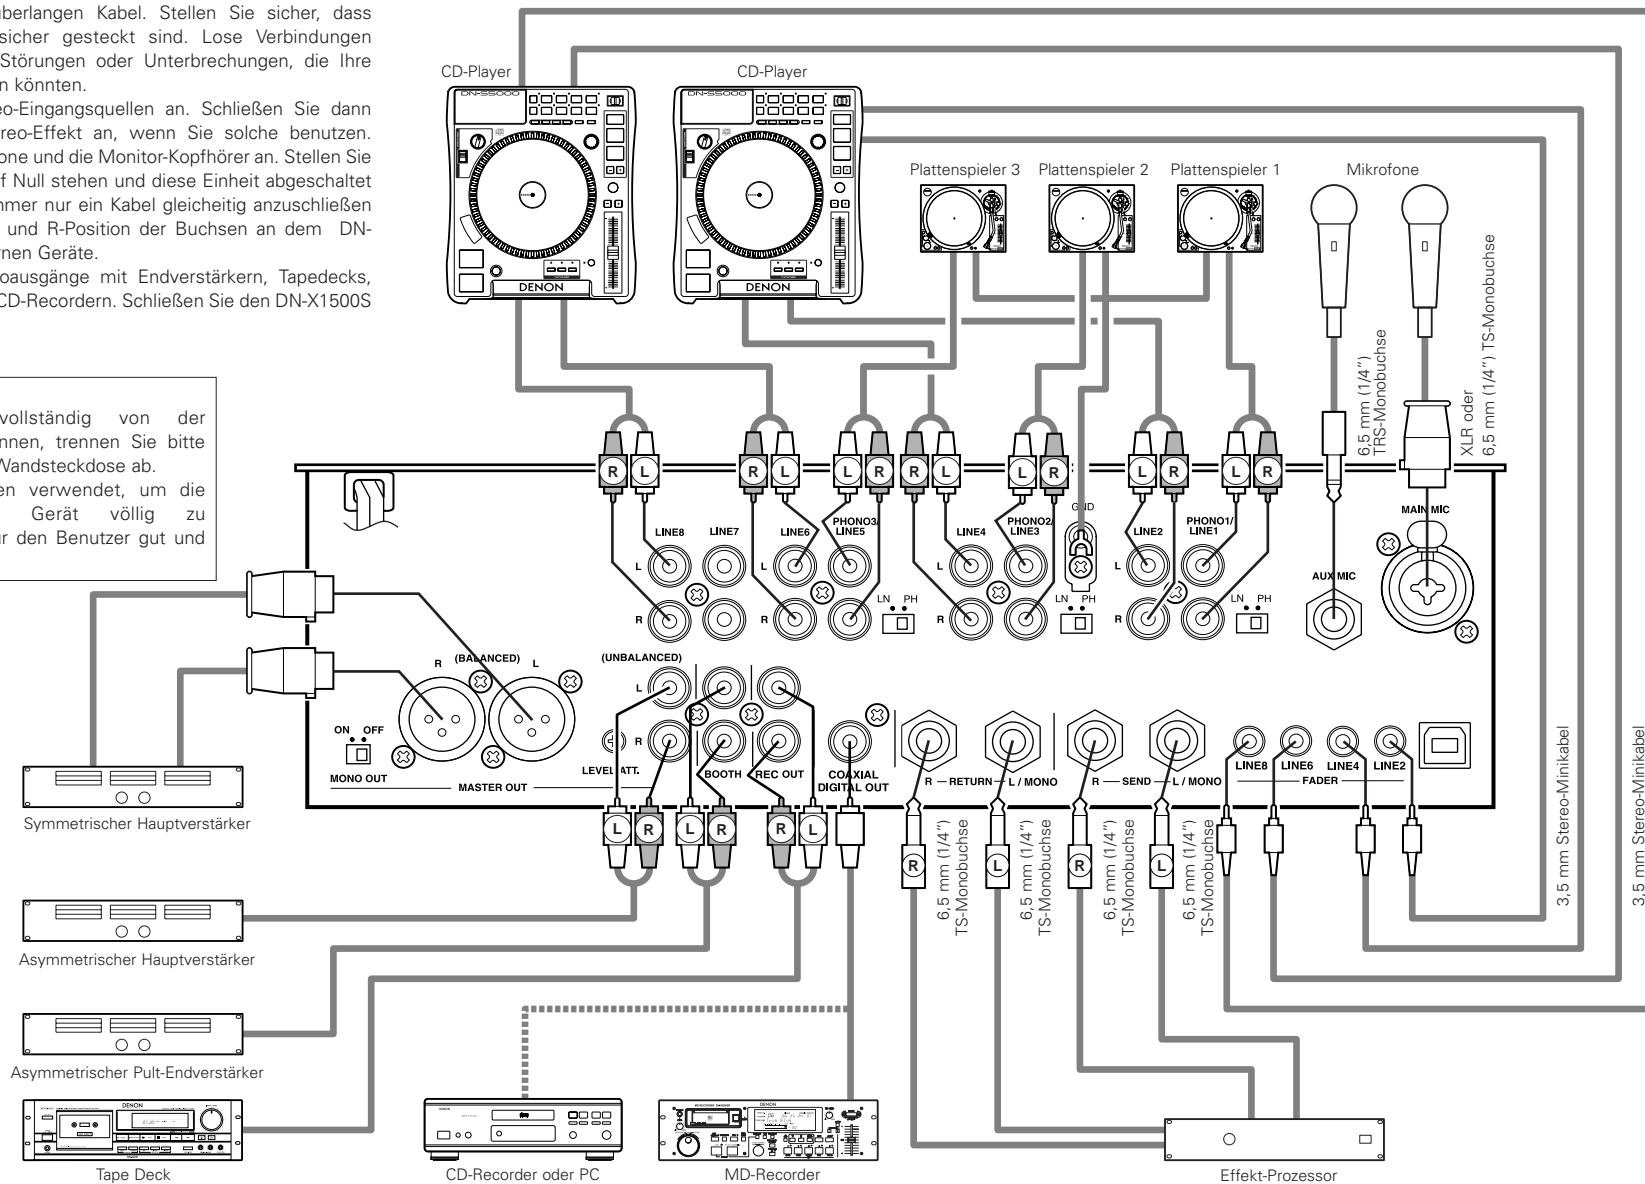 überlangen Kabel. Stellen Sie sicher, dass
sicher gesteckt sind. Lose Verbindungen
Störungen oder Unterbrechungen, die Ihre
n könnten.
eo-Eingangsquellen an. Schließen Sie dann
ereo-Effekt an, wenn Sie solche benutzen.
one und die Monitor-Kopfhörer an. Stellen Sie
f Null stehen und diese Einheit abgeschaltet
mmer nur ein Kabel gleicheitig anzuschließen
und R-Position der Buchsen an dem DN-
rnen Geräte.
oausgänge mit Endverstärkern, Tapedecks,
CD-Recordern. Schließen Sie den DN-X1500S
vollständig von der
nnen, trennen Sie bitte
Wandsteckdose ab.
en verwendet, um die
Gerät völlig zu
ür den Benutzer gut und
CD-Player
CD-Player
DN-S5000
DN-S5000
DENON
DENON
Plattenspieler 3
Plattenspieler 2
Plattenspieler 1
Mikrofone
6,5 mm (1/4")
TRS-Monobuchse
XLR oder
6,5 mm (1/4") TS-Monobuchse
R L R L L R R L L R L R L R
GND
LINE8
LINE7
LINE6
PHONO3/
LINE5
LINE4
PHONO2/
LINE3
LINE2
PHONO1/
LINE1
MAIN MIC
AUX MIC
L L L L
LN PH
LN PH
LN PH
R R R R
R (BALANCED) L
(UNBALANCED)
L
R
ON OFF
MONO OUT
MASTER OUT
LEVEL ATT.
BOOTH
REC OUT
COAXIAL
DIGITAL OUT
R — RETURN — L / MONO
R — SEND — L / MONO
LINE8
LINE6
LINE4
LINE2
FADER
L R L R R L
R L R L
6,5 mm (1/4")
TS-Monobuchse
6,5 mm (1/4")
TS-Monobuchse
6,5 mm (1/4")
TS-Monobuchse
6,5 mm (1/4")
TS-Monobuchse
3,5 mm Stereo-Minikabel
3,5 mm Stereo-Minikabel
Symmetrischer Hauptverstärker
Asymmetrischer Hauptverstärker
Asymmetrischer Pult-Endverstärker
DENON
Tape Deck
DENON
CD-Recorder oder PC
DENON
MD-Recorder
Effekt-Prozessor